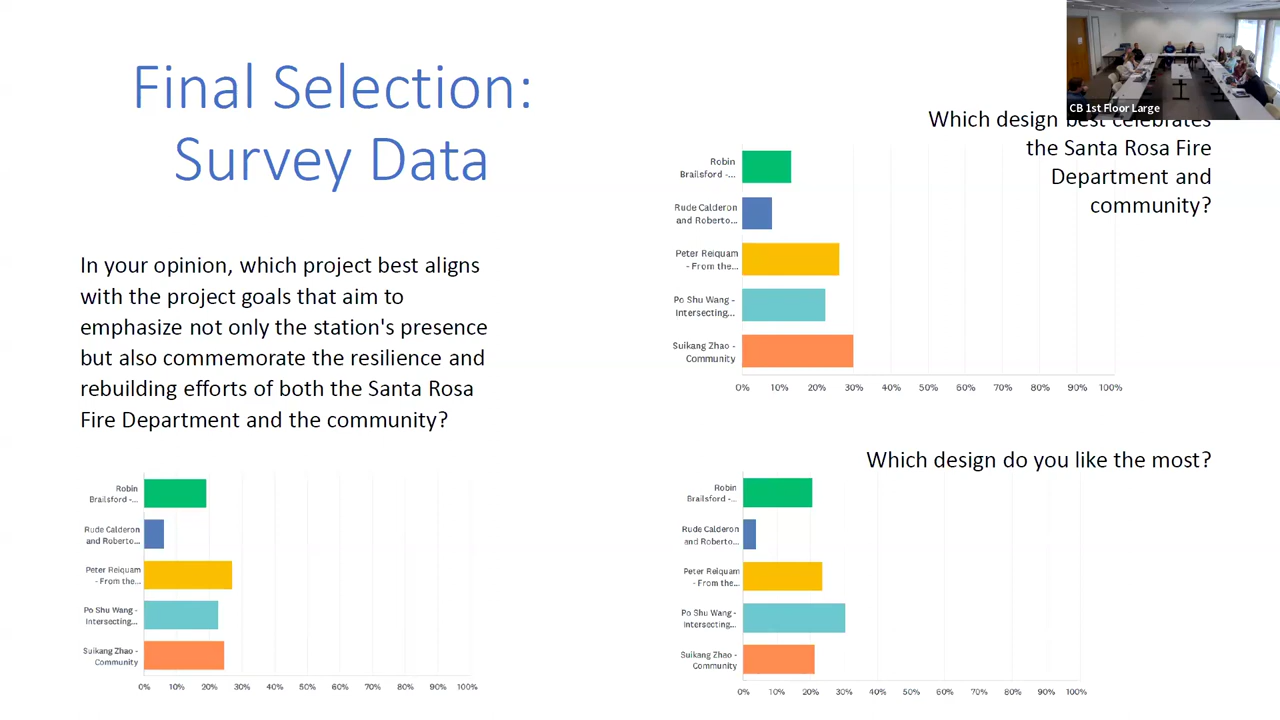 Final Selection:
Survey Data
In your opinion, which project best aligns
with the project goals that aim to
emphasize not only the station's presence
but also commemorate the resilience and
rebuilding efforts of both the Santa Rosa
Fire Department and the community?
Robin
Brailsford -...
Rude Calderon
and Roberto...
Peter Reiquam
- From the...
Po Shu Wang -
Intersecting...
Suikang Zhao -
Community
0% 10% 20% 30% 40% 50% 60% 70% 80% 90% 100%
CB 1st Floor Large
Which design best celebrates
the Santa Rosa Fire
Department and
community?
Robin
Brailsford -...
Rude Calderon
and Roberto...
Peter Reiquam
- From the...
Po Shu Wang -
Intersecting...
Suikang Zhao -
Community
0% 10% 20% 30% 40% 50% 60% 70% 80% 90% 100%
Which design do you like the most?
Robin
Brailsford -...
Rude Calderon
and Roberto...
Peter Reiquam
- From the...
Po Shu Wang -
Intersecting...
Suikang Zhao -
Community
0% 10% 20% 30% 40% 50% 60% 70% 80% 90% 100%